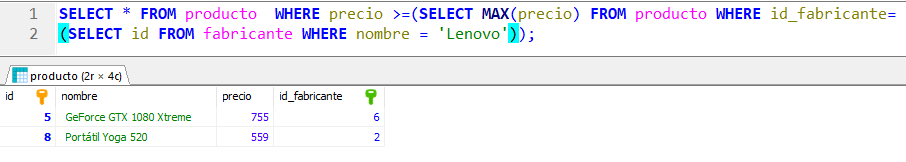 1 SELECT * FROM producto  WHERE precio >=(SELECT MAX(precio) FROM producto WHERE id_fabricante=
2 (SELECT id FROM fabricante WHERE nombre = 'Lenovo'));
producto (2r × 4c)
id nombre precio id_fabricante
5 GeForce GTX 1080 Xtreme 755 6
8 Portátil Yoga 520 559 2